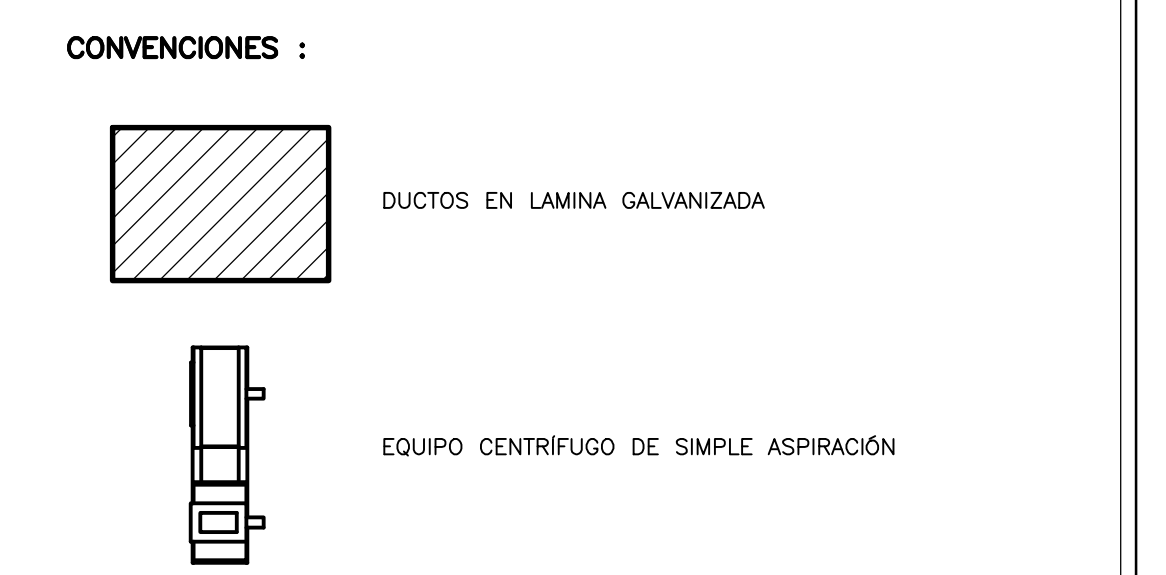 CONVENCIONES :
DUCTOS EN LAMINA GALVANIZADA
EQUIPO CENTRÍFUGO DE SIMPLE ASPIRACIÓN